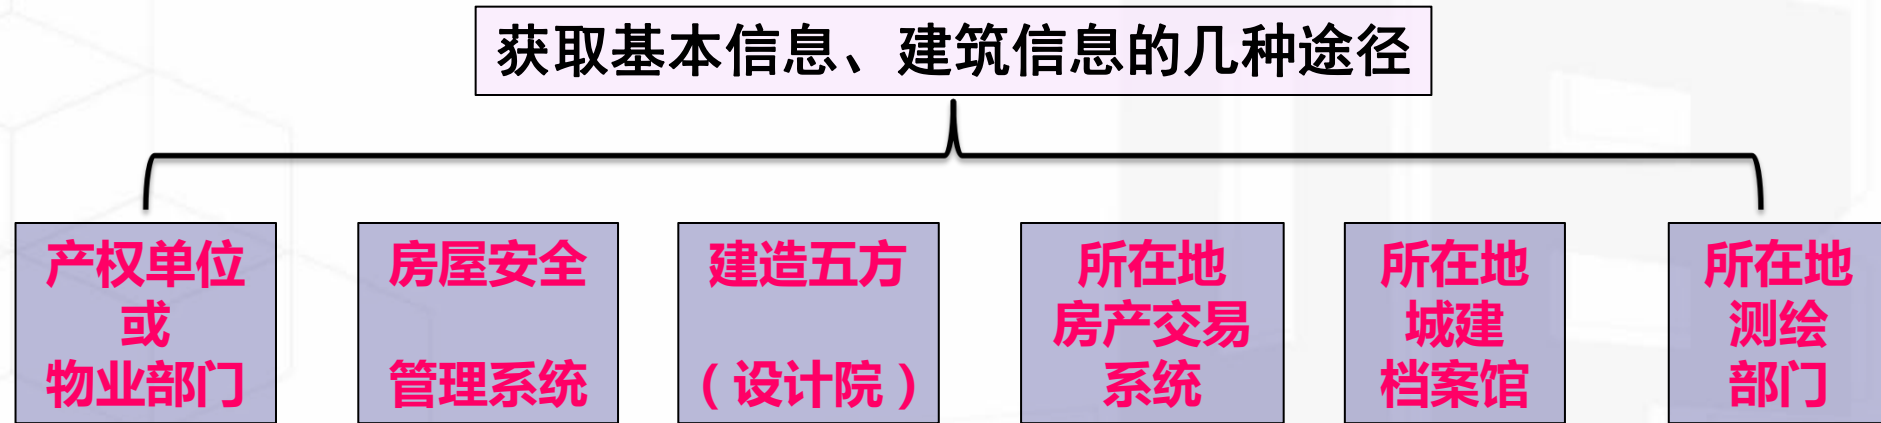 获取基本信息、建筑信息的几种途径
产权单位
或
物业部门
房屋安全
管理系统
建造五方
（设计院）
所在地
房产交易
系统
所在地
城建
档案馆
所在地
测绘
部门